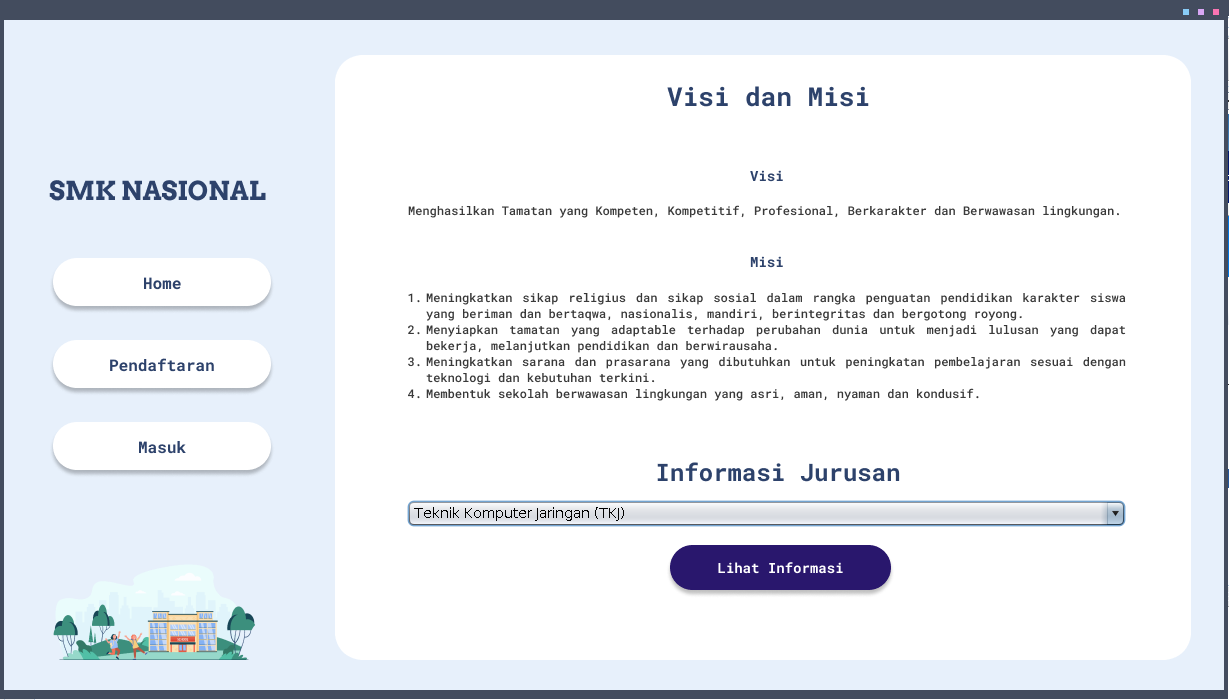 Visi dan Misi
Visi
SMK NASIONAL
Menghasilkan Tamatan yang Kompeten, Kompetitif, Profesional, Berkarakter dan Berwawasan lingkungan.
Misi
Home
1. Meningkatkan sikap religius dan sikap sosial dalam rangka penguatan pendidikan karakter siswa
yang beriman dan bertaqwa, nasionalis, mandiri, berintegritas dan bergotong royong.
2. Menyiapkan tamatan yang adaptable terhadap perubahan dunia untuk menjadi lulusan yang dapat
bekerja, melanjutkan pendidikan dan berwirausaha.
3. Meningkatkan sarana dan prasarana yang dibutuhkan untuk peningkatan pembelajaran sesuai dengan
teknologi dan kebutuhan terkini.
4. Membentuk sekolah berwawasan lingkungan yang asri, aman, nyaman dan kondusif.
Pendaftaran
Masuk
Informasi Jurusan
Teknik Komputer Jaringan (TKJ)
Lihat Informasi